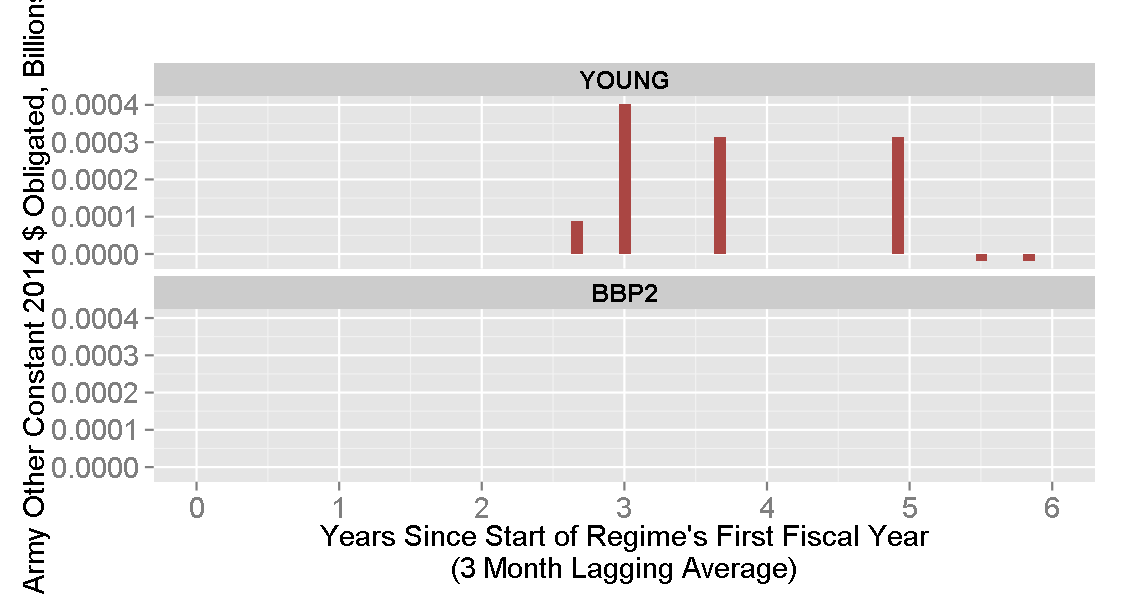 Army Other Constant 2014 $ Obligated, Billions
YOUNG
0.0004
0.0003
0.0002
0.0001
0.0000
BBP2
0.0004
0.0003
0.0002
0.0001
0.0000
0 1 2 3 4 5 6
Years Since Start of Regime's First Fiscal Year
(3 Month Lagging Average)